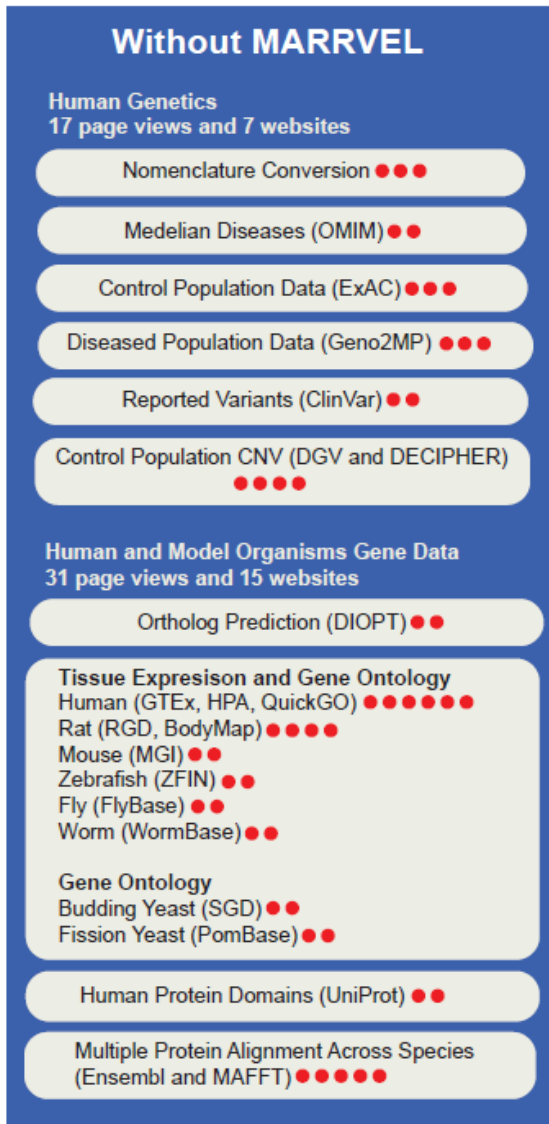 Without MARRVEL
Human Genetics
17 page views and 7 websites
Nomenclature Conversion
Medelian Diseases (OMIM)
Control Population Data (ExAC)
Diseased Population Data (Geno2MP)
Reported Variants (ClinVar)
Control Population CNV (DGV and DECIPHER)
Human and Model Organisms Gene Data
31 page views and 15 websites
Ortholog Prediction (DIOPT)
Tissue Expresison and Gene Ontology
Human (GTEx, HPA, QuickGO)
Rat (RGD, BodyMap)
Mouse (MGI)
Zebrafish (ZFIN)
Fly (FlyBase)
Worm (WormBase)
Gene Ontology
Budding Yeast (SGD)
Fission Yeast (PomBase)
Human Protein Domains (UniProt)
Multiple Protein Alignment Across Species
(Ensembl and MAFFT)